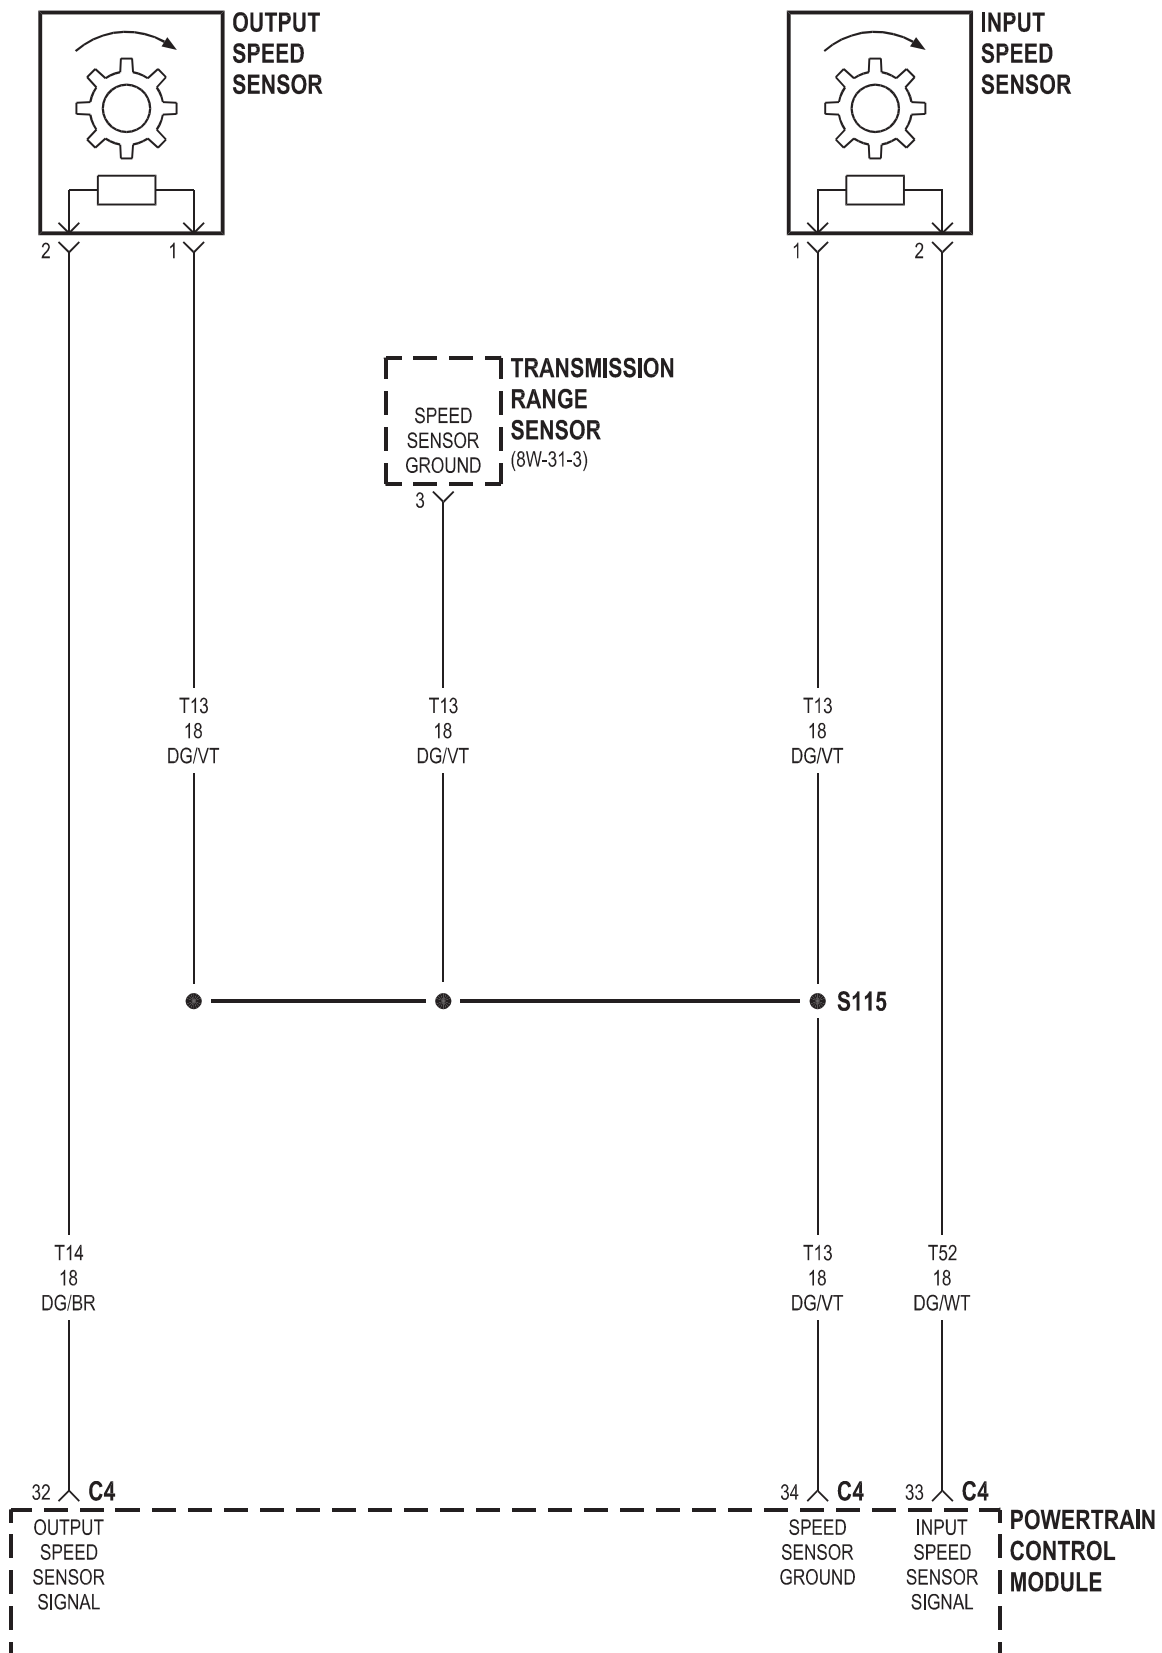 OUTPUT
SPEED
SENSOR
INPUT
SPEED
SENSOR
2
1
1
2
TRANSMISSION
RANGE
SENSOR
(8W-31-3)
SPEED
SENSOR
GROUND
3
T13
18
DG/VT
T13
18
DG/VT
T13
18
DG/VT
S115
T14
18
DG/BR
T13
18
DG/VT
T52
18
DG/WT
32 C4
34 C4
33 C4
OUTPUT
SPEED
SENSOR
SIGNAL
SPEED
SENSOR
GROUND
INPUT
SPEED
SENSOR
SIGNAL
POWERTRAIN
CONTROL
MODULE